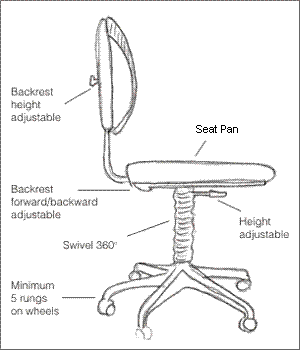 Backrest
height
adjustable
Seat Pan
Backrest
forward/backward
adjustable
Height
adjustable
Swivel 360°
Minimum
5 rungs
on wheels